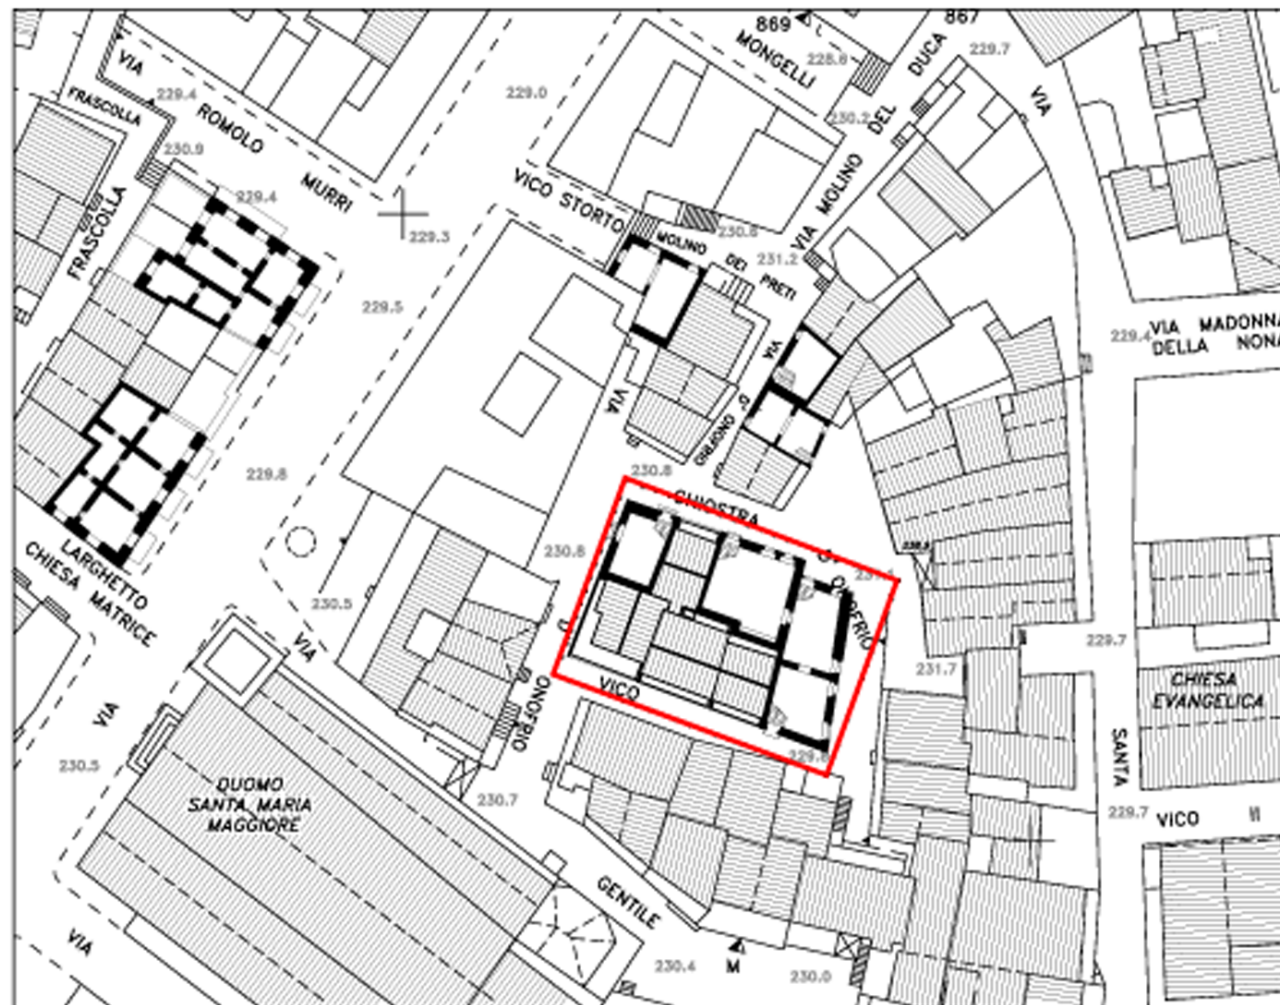 869
867
MONGELLI
DUCA
229.7
228.6
VIA
229.4
FRASCOLLA
ROMOLO
229.0
230.2
DEL
VIA
230.9
MURRI
229.4
FRASCOLLA
VICO STORTO
VIA MOLINO
229.3
230.6
MOLINO
DEI
PRETI
231.2
229.5
VIA
VIA
D'
ONOFRIO
229.4
VIA MADONNA
DELLA NONA
229.8
230.8
CHIOSTRA
230.8
D'
ONOFRIO
LARGHETTO
CHIESA MATRICE
230.5
VIA
D'
ONOFRIO
VICO
231.7
229.7
CHIESA
EVANGELICA
VIA
230.5
SANTA
DUOMO
SANTA MARIA
MAGGIORE
230.7
229.7
VICO II
GENTILE
VIA
M
230.4
230.0